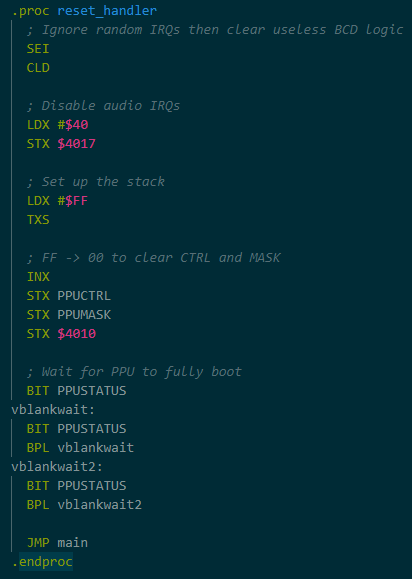 .proc reset_handler
; Ignore random IRQs then clear useless BCD logic
SEI
CLD
; Disable audio IRQs
LDX #$40
STX $4017
; Set up the stack
LDX #$FF
TXS
; FF -> 00 to clear CTRL and MASK
INX
STX PPUCTRL
STX PPUMASK
STX $4010
; Wait for PPU to fully boot
BIT PPUSTATUS
vblankwait:
BIT PPUSTATUS
BPL vblankwait
vblankwait2:
BIT PPUSTATUS
BPL vblankwait2
JMP main
.endproc